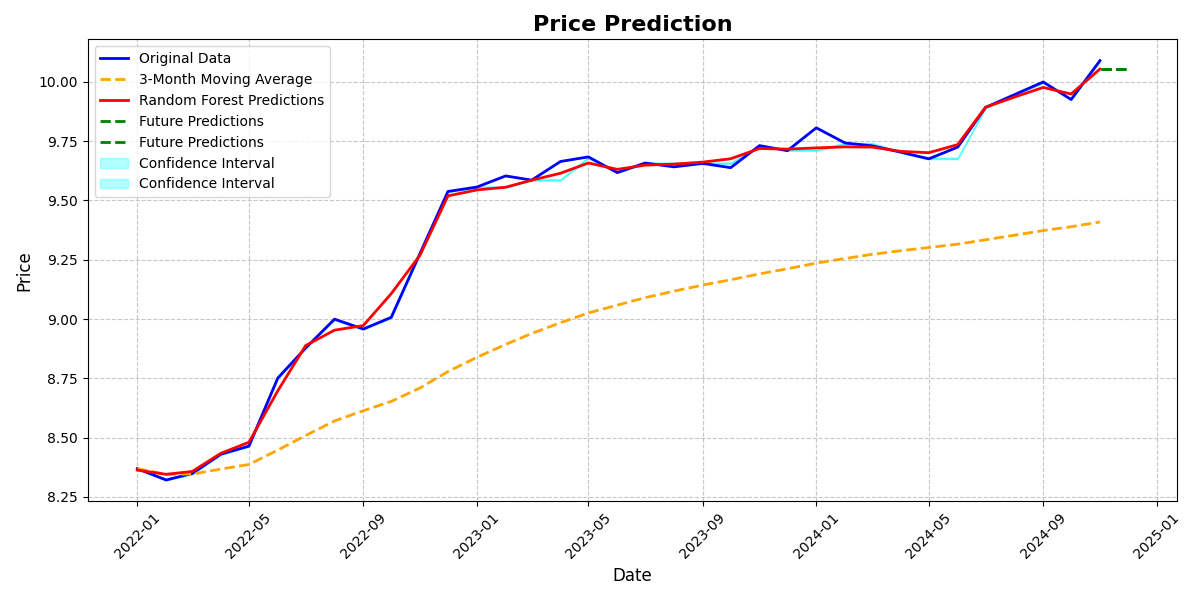 Price Prediction
Original Data
3-Month Moving Average
Random Forest Predictions
Future Predictions
Future Predictions
Confidence Interval
Confidence Interval
Price
10.00
9.75
9.50
9.25
9.00
8.75
8.50
8.25
2022-01
2022-05
2022-09
2023-01
2023-05
2023-09
2024-01
2024-05
2024-09
2025-01
Date